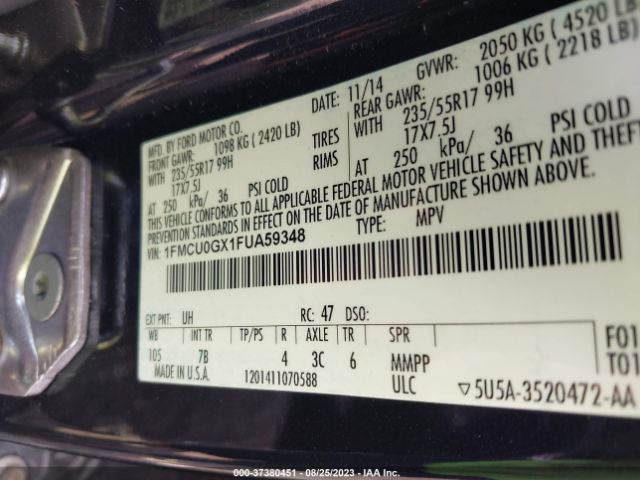 MFD. BY FORD MOTOR CO.
DATE: 11/14 GVWR: 2050 KG ( 4520 LB
FRONT GAWR: 1098 KG ( 2420 LB)
REAR GAWR: 1006 KG ( 2218 LB)
WITH 235/55R17 99H TIRES WITH 235/55R17 99H
17X7.5J RIMS 17X7.5J
AT 250 kPa/ 36 PSI COLD AT 250 kPa/ 36 PSI COLD
THIS VEHICLE CONFORMS TO ALL APPLICABLE FEDERAL MOTOR VEHICLE SAFETY AND THEFT
PREVENTION STANDARDS IN EFFECT ON THE DATE OF MANUFACTURE SHOWN ABOVE.
VIN: 1FMCU0GX1FUA59348 TYPE: MPV
EXT PNT: UH RC: 47 DSO:
WB INT TR TP/PS R AXLE TR SPR
105 7B 4 3C 6 MMPP
F01
T01
MADE IN U.S.A. 1201411070588 ULC ▽5U5A-3520472-AA
000-37380451 - 08/25/2023 - IAA Inc.